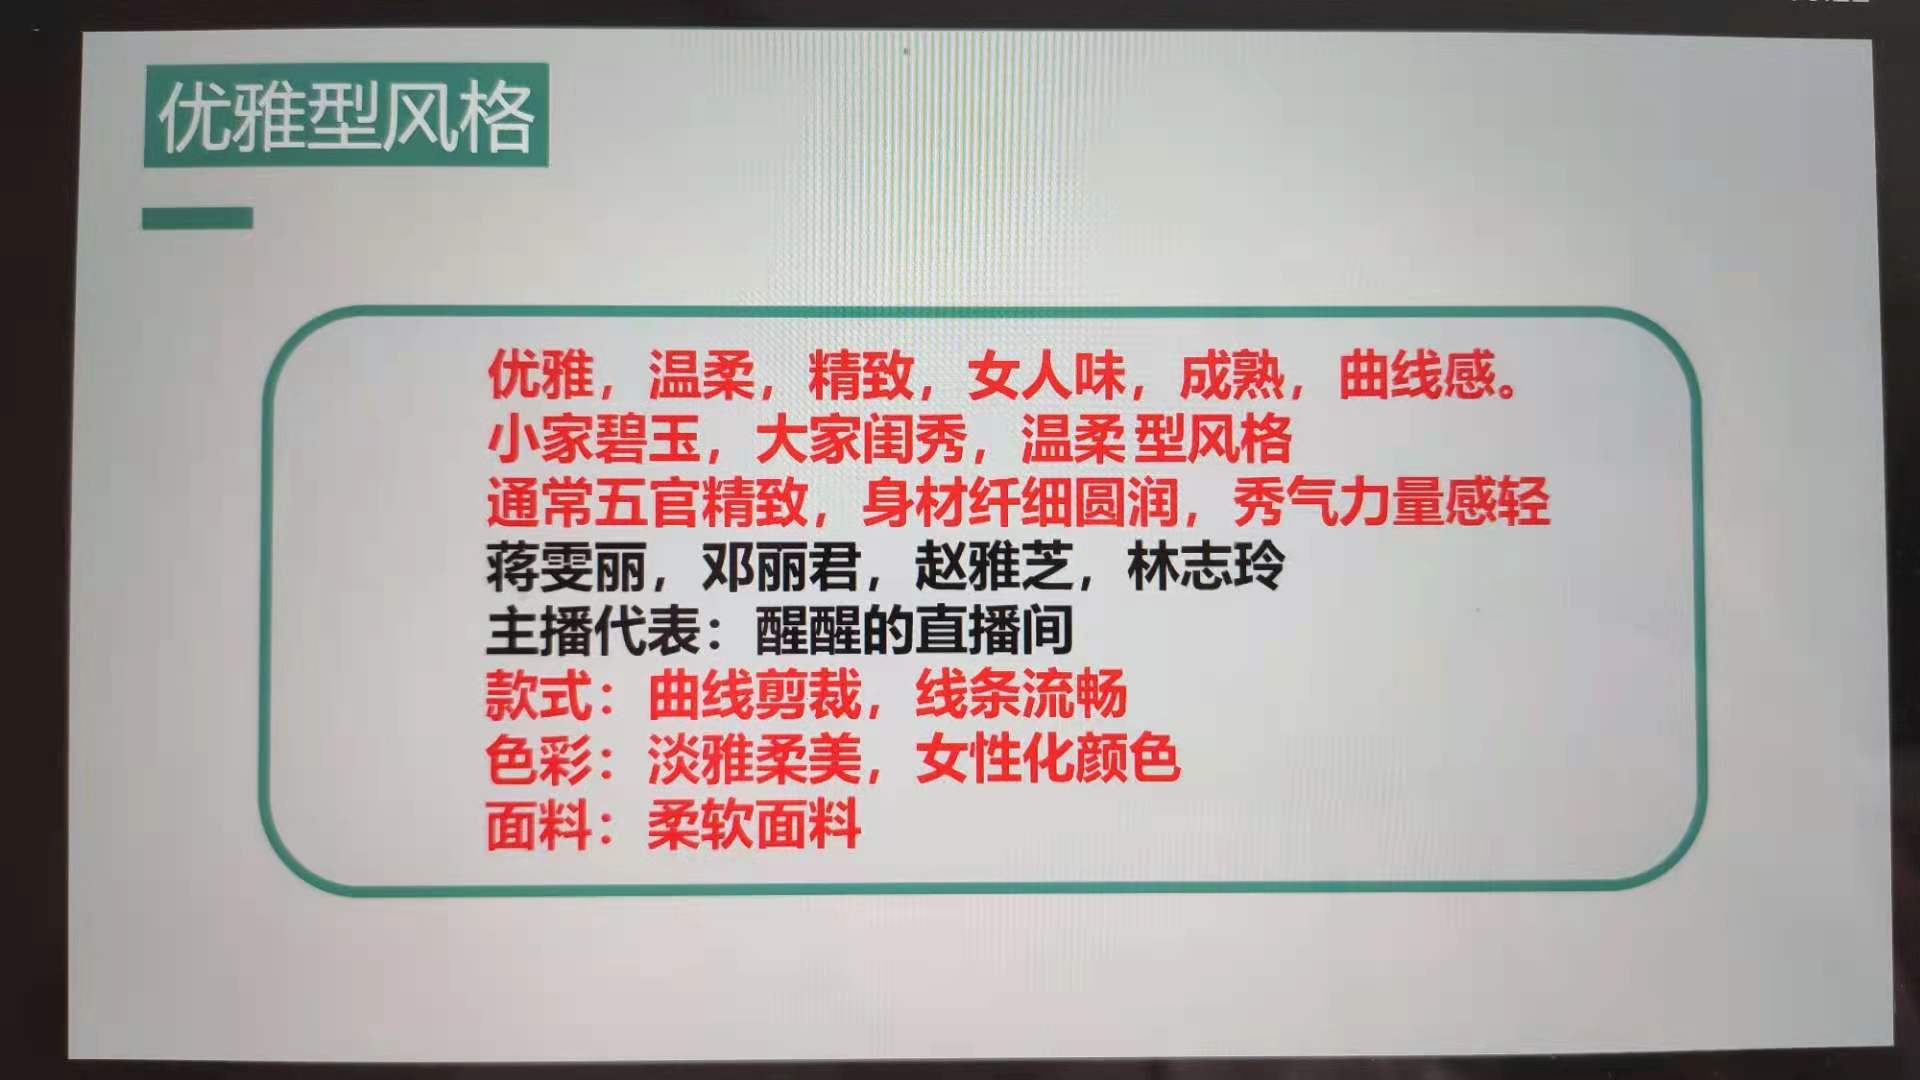 优雅型风格
优雅，温柔，精致，女人味，成熟，曲线感。
小家碧玉，大家闺秀，温柔型风格
通常五官精致，身材纤细圆润，秀气力量感轻
蒋雯丽，邓丽君，赵雅芝，林志玲
主播代表：醒醒的直播间
款式：曲线剪裁，线条流畅
色彩：淡雅柔美，女性化颜色
面料：柔软面料